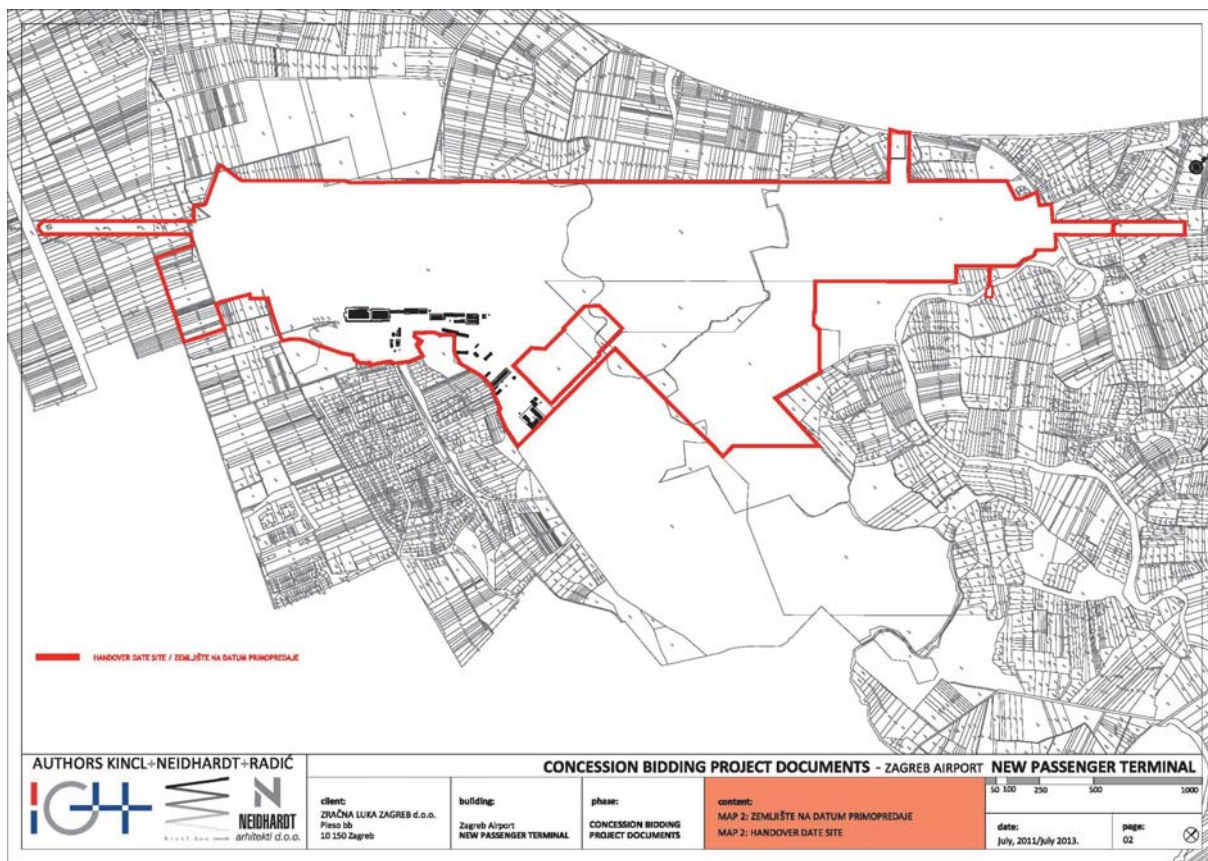 HANDOVER DATE SITE / ZEMLJIŠTE NA DATUM PRIMOPREDAJE
AUTHORS KINCL+NEIDHARDT+RADIĆ
IGH
kincl d.o.o.
N
NEIDHARDT
arhitekti d.o.o.
CONCESSION BIDDING PROJECT DOCUMENTS - ZAGREB AIRPORT NEW PASSENGER TERMINAL
client:
ZRAČNA LUKA ZAGREB d.o.o.
Pleso bb
10 150 Zagreb
building:
Zagreb Airport
NEW PASSENGER TERMINAL
phase:
CONCESSION BIDDING
PROJECT DOCUMENTS
content:
MAP 2: ZEMLJIŠTE NA DATUM PRIMOPREDAJE
MAP 2: HANDOVER DATE SITE
50 100 250 500 1000
date:
July, 2011/july 2013.
page:
02